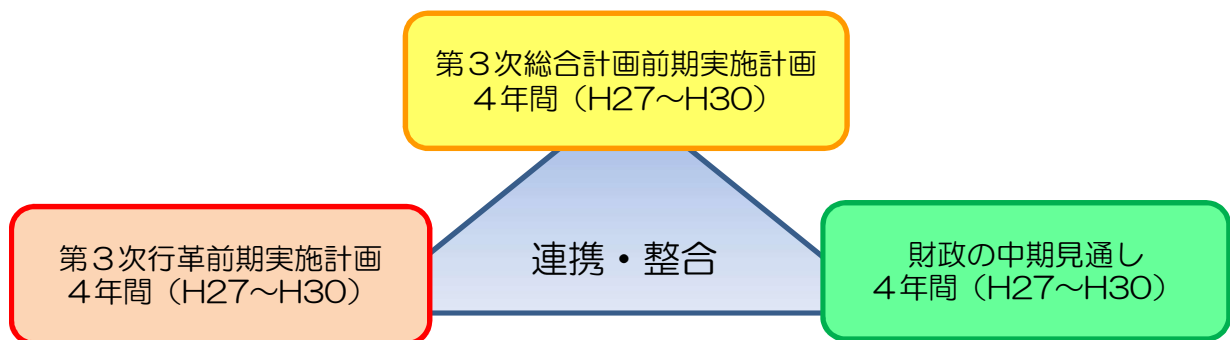 第３次総合計画前期実施計画
４年間（H27～H30）
第３次行革前期実施計画
４年間（H27～H30）
連携・整合
財政の中期見通し
４年間（H27～H30）